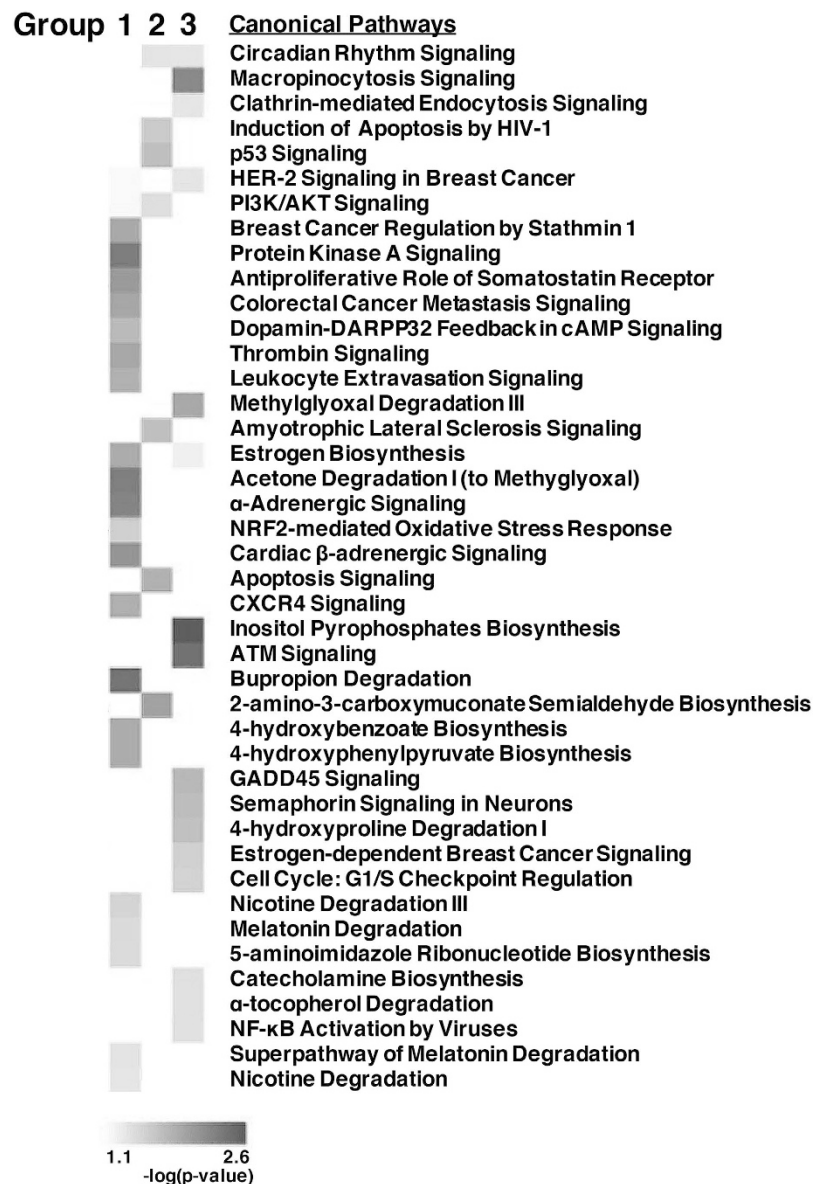 Group 1 2 3 Canonical Pathways
Circadian Rhythm Signaling
Macropinocytosis Signaling
Clathrin-mediated Endocytosis Signaling
Induction of Apoptosis by HIV-1
p53 Signaling
HER-2 Signaling in Breast Cancer
PI3K/AKT Signaling
Breast Cancer Regulation by Stathmin 1
Protein Kinase A Signaling
Antiproliferative Role of Somatostatin Receptor
Colorectal Cancer Metastasis Signaling
Dopamin-DARPP32 Feedback in cAMP Signaling
Thrombin Signaling
Leukocyte Extravasation Signaling
Methylglyoxal Degradation III
Amyotrophic Lateral Sclerosis Signaling
Estrogen Biosynthesis
Acetone Degradation I (to Methyglyoxal)
α-Adrenergic Signaling
NRF2-mediated Oxidative Stress Response
Cardiac β-adrenergic Signaling
Apoptosis Signaling
CXCR4 Signaling
Inositol Pyrophosphates Biosynthesis
ATM Signaling
Bupropion Degradation
2-amino-3-carboxymuconate Semialdehyde Biosynthesis
4-hydroxybenzoate Biosynthesis
4-hydroxyphenylpyruvate Biosynthesis
GADD45 Signaling
Semaphorin Signaling in Neurons
4-hydroxyproline Degradation I
Estrogen-dependent Breast Cancer Signaling
Cell Cycle: G1/S Checkpoint Regulation
Nicotine Degradation III
Melatonin Degradation
5-aminoimidazole Ribonucleotide Biosynthesis
Catecholamine Biosynthesis
α-tocopherol Degradation
NF-κB Activation by Viruses
Superpathway of Melatonin Degradation
Nicotine Degradation
1.1 2.6
-log(p-value)